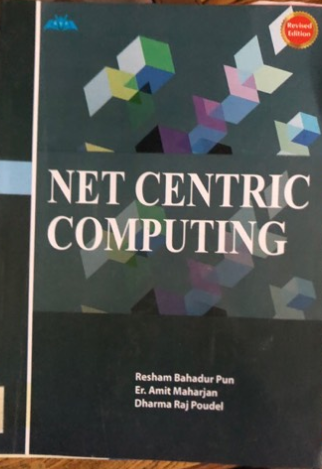 Revised
Edition
NET CENTRIC
COMPUTING
Resham Bahadur Pun
Er. Amit Maharjan
Dharma Raj Poudel